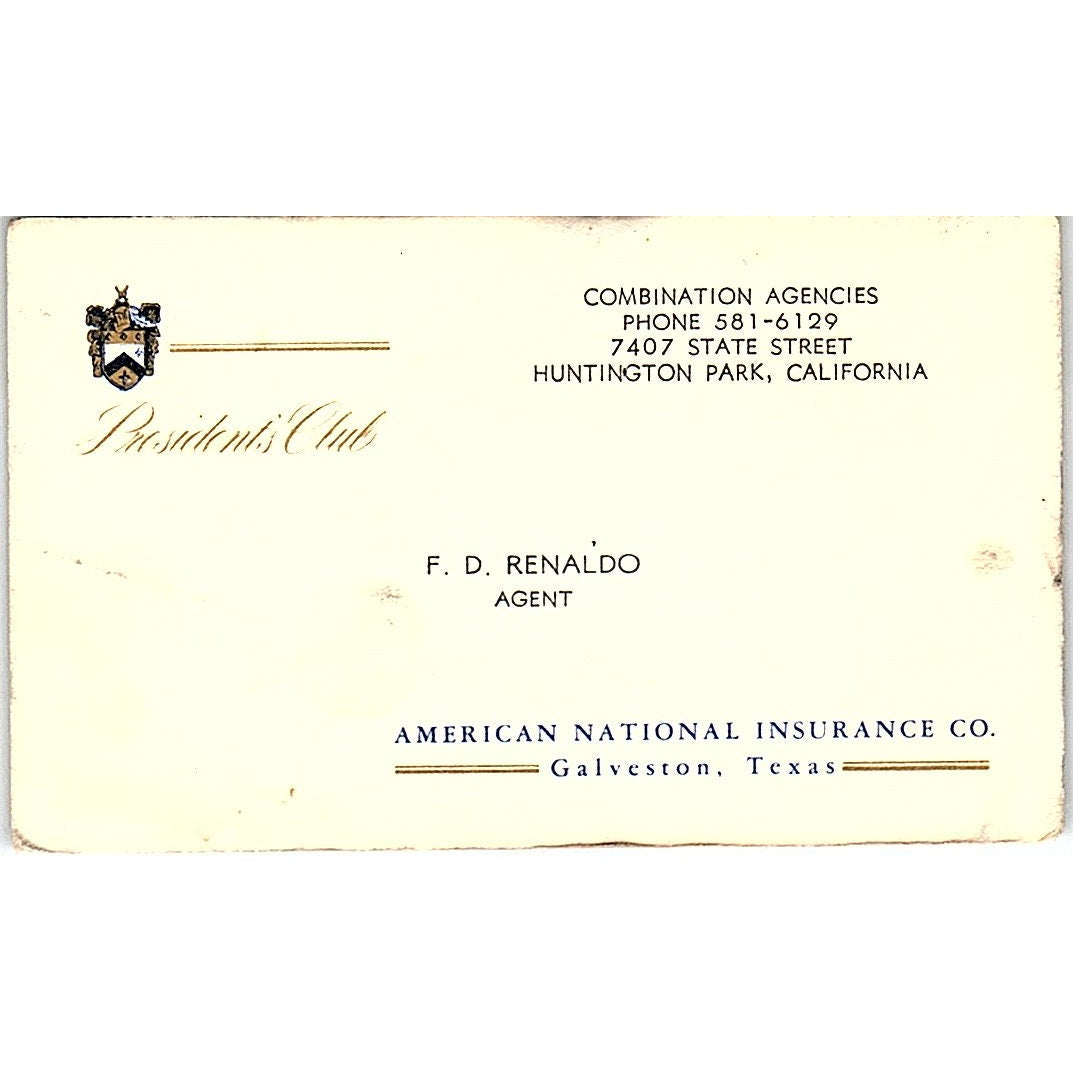 COMBINATION AGENCIES
PHONE 581-6129
7407 STATE STREET
HUNTINGTON PARK, CALIFORNIA
President's Club
F. D. RENALDO
AGENT
AMERICAN NATIONAL INSURANCE CO.
Galveston, Texas